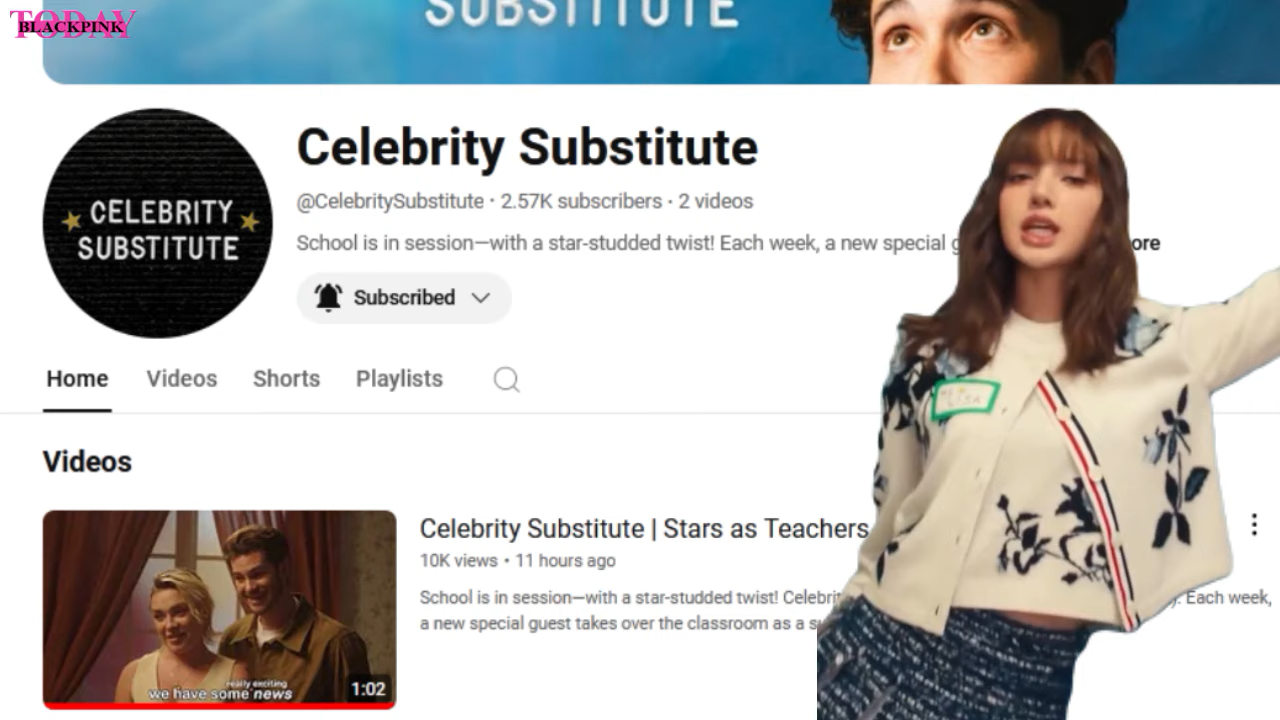 TODAY
BLACKPINK
SUBSTITUTE
CELEBRITY
SUBSTITUTE
Celebrity Substitute
@CelebritySubstitute • 2.57K subscribers • 2 videos
School is in session—with a star-studded twist! Each week, a new special g ore
Subscribed
Lisa
Home Videos Shorts Playlists
Videos
Celebrity Substitute | Stars as Teachers
10K views • 11 hours ago
School is in session—with a star-studded twist! Celebrit ). Each week,
a new special guest takes over the classroom as a su
really exciting
we have some news
1:02